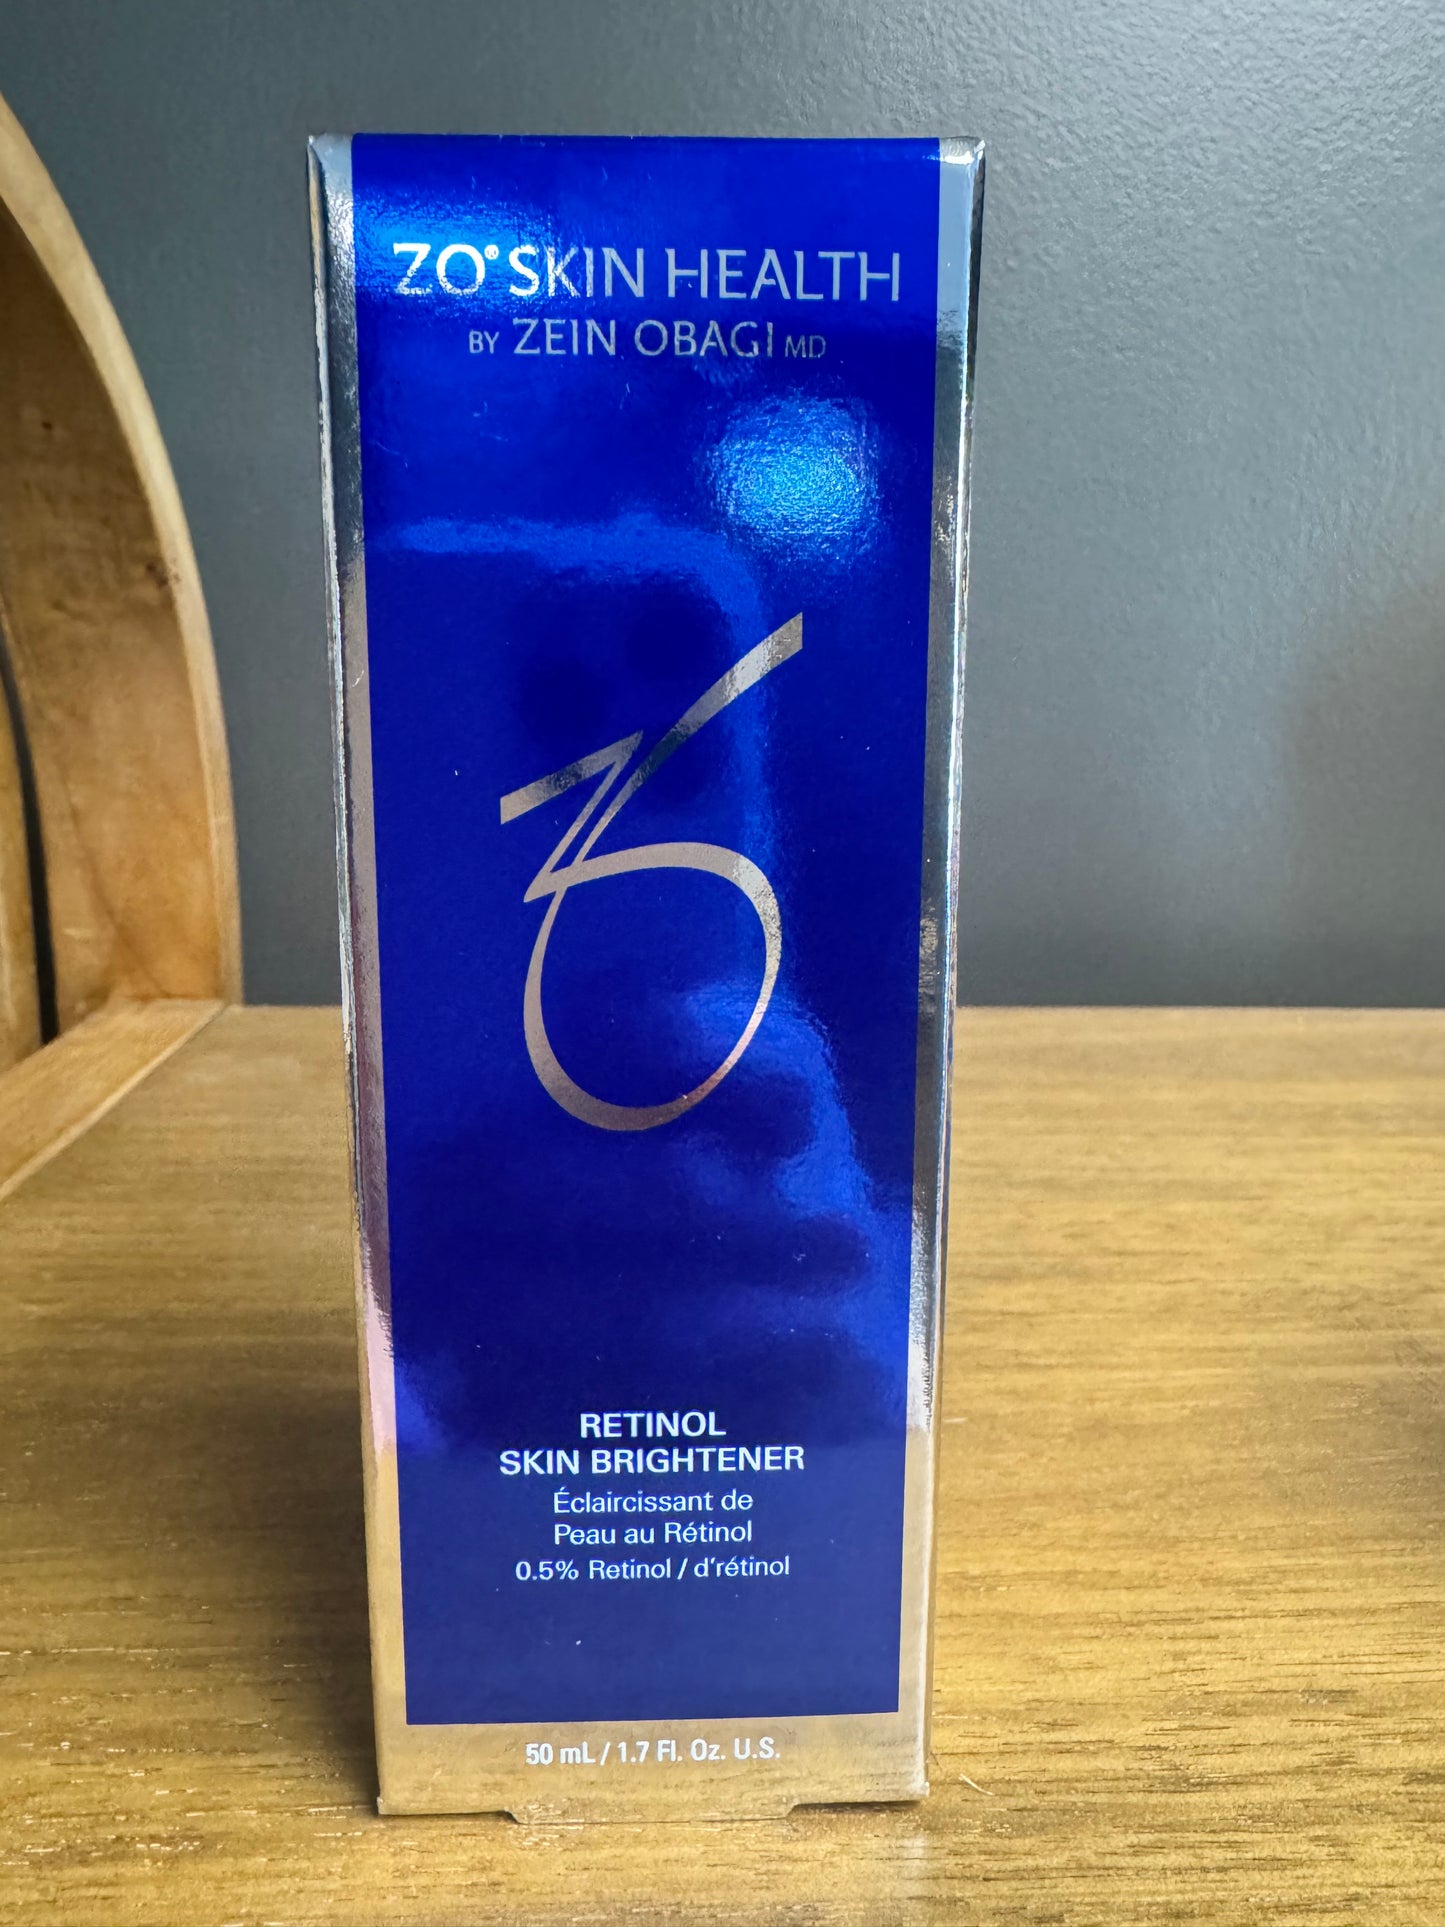 ZO® SKIN HEALTH
BY ZEIN OBAGI MD
RETINOL
SKIN BRIGHTENER
Éclaircissant de
Peau au Rétinol
0.5% Retinol / d'rétinol
50 mL / 1.7 Fl. Oz. U.S.